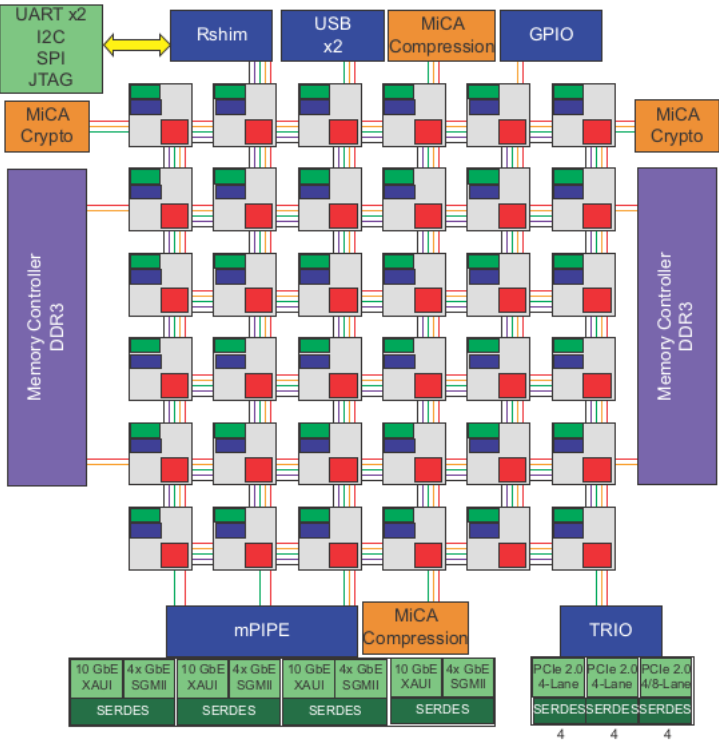 UART x2
I2C
SPI
JTAG
Rshim
USB
x2
MiCA
Compression
GPIO
MiCA
Crypto
MiCA
Crypto
Memory Controller
DDR3
Memory Controller
DDR3
mPIPE
MiCA
Compression
TRIO
10 GbE
XAUI
4x GbE
SGMII
10 GbE
XAUI
4x GbE
SGMII
10 GbE
XAUI
4x GbE
SGMII
10 GbE
XAUI
4x GbE
SGMII
SERDES
SERDES
SERDES
SERDES
PCIe 2.0
4-Lane
PCIe 2.0
4-Lane
PCIe 2.0
4/8-Lane
SERDES
SERDES
SERDES
4
4
4